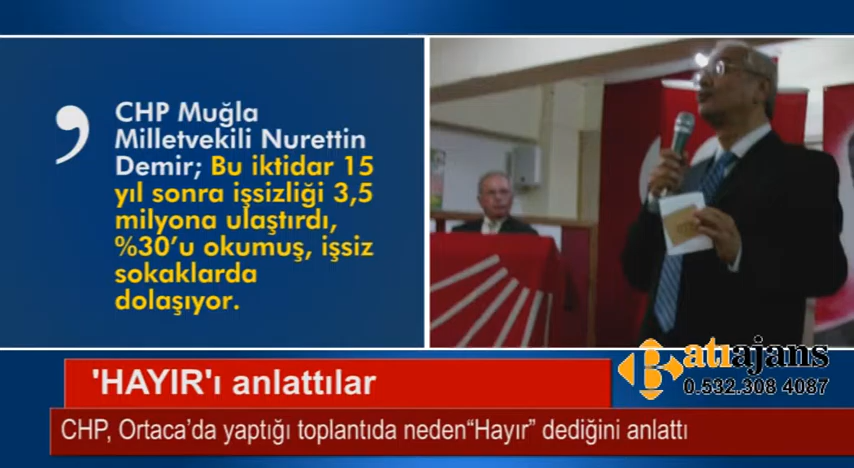 CHP Muğla
Milletvekili Nurettin
Demir; Bu iktidar 15
yıl sonra işsizliği 3,5
milyona ulaştırdı,
%30’u okumuş, işsiz
sokaklarda
dolaşıyor.
Batıajans
0.532.308 4087
'HAYIR'ı anlattılar
CHP, Ortaca’da yaptığı toplantıda neden“Hayır” dediğini anlattı